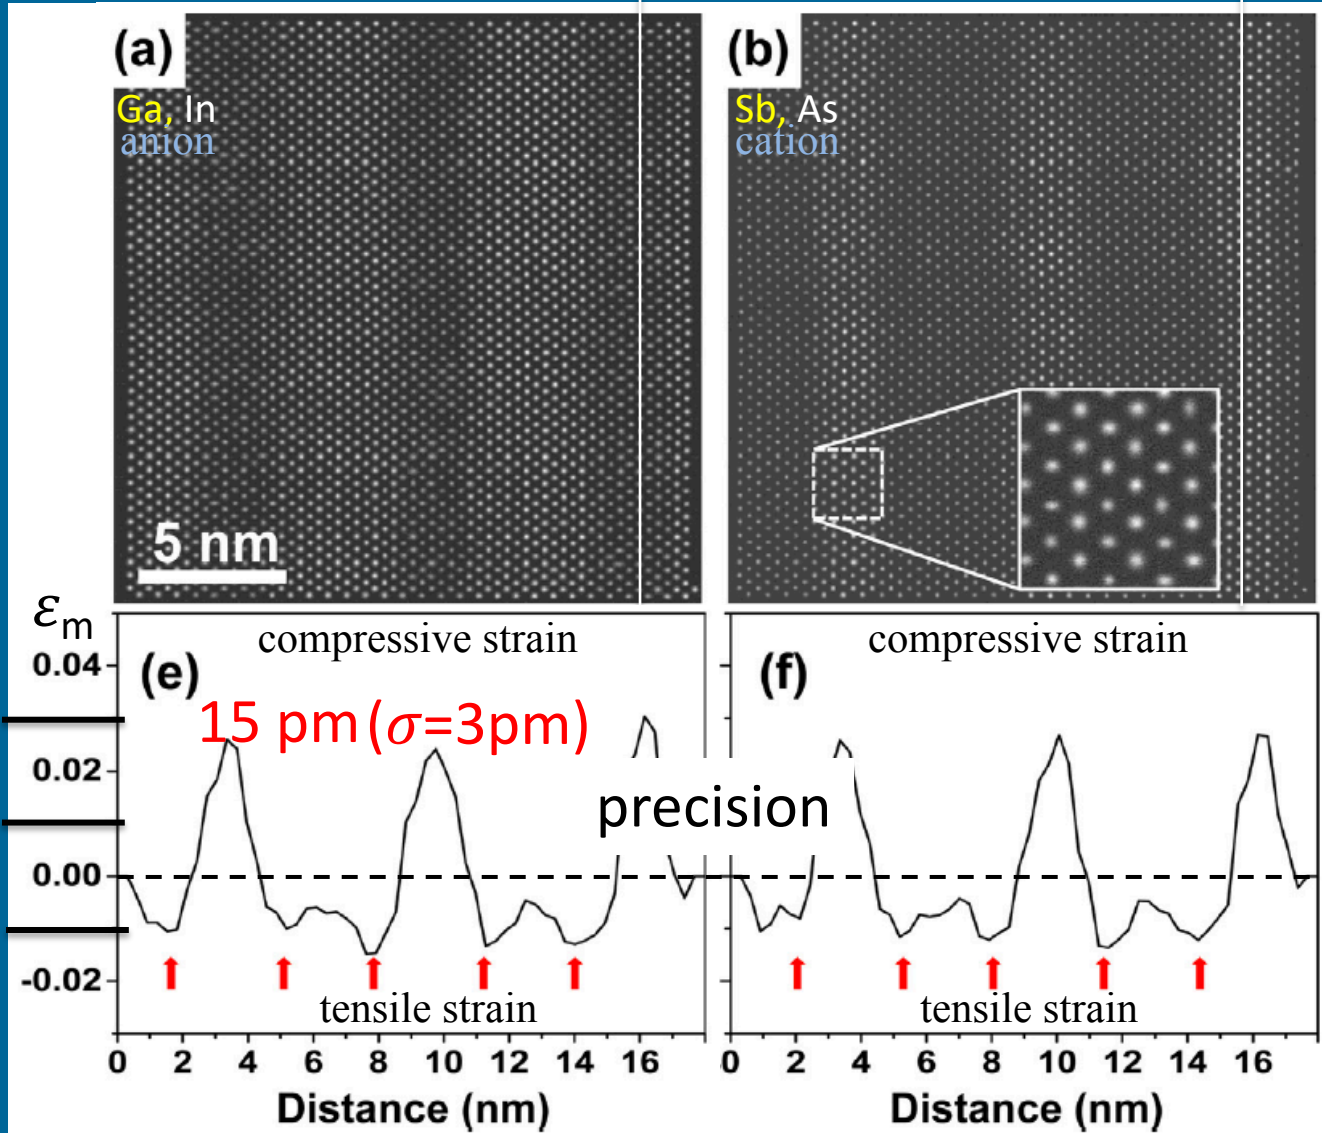 (a)
Ga, In
anion
5 nm
(b)
Sb, As
cation
εm
0.04
0.02
0.00
-0.02
compressive strain
(e)
15 pm (σ=3pm)
precision
tensile strain
0 2 4 6 8 10 12 14 16
Distance (nm)
compressive strain
(f)
tensile strain
0 2 4 6 8 10 12 14 16
Distance (nm)